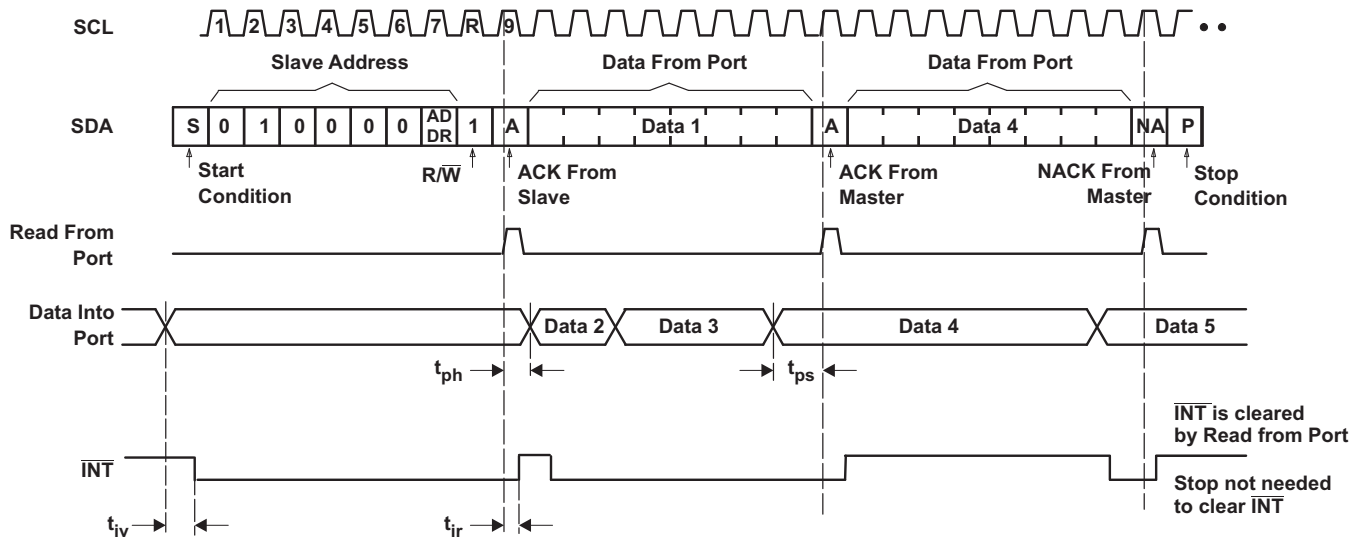 SCL 1 2 3 4 5 6 7 R 9
Slave Address Data From Port Data From Port
SDA S 0 1 0 0 0 0 AD DR 1 A Data 1 A Data 4 NA P
Start Condition
R/W̅
ACK From Slave
ACK From Master
NACK From Master
Stop Condition
Read From Port
Data Into Port
Data 2 Data 3 Data 4 Data 5
tph tps
I̅N̅T̅ is cleared
by Read from Port
I̅N̅T̅
Stop not needed
to clear I̅N̅T̅
tiv tir